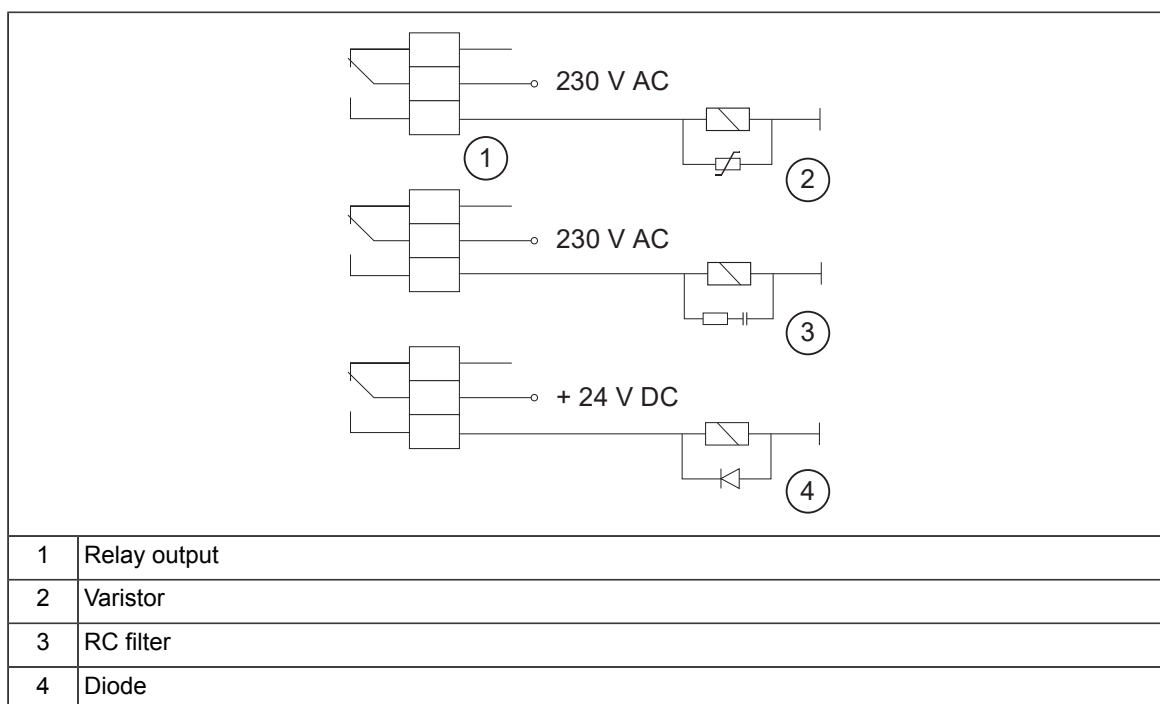 230 V AC
1
2
230 V AC
3
+ 24 V DC
4
1 Relay output
2 Varistor
3 RC filter
4 Diode